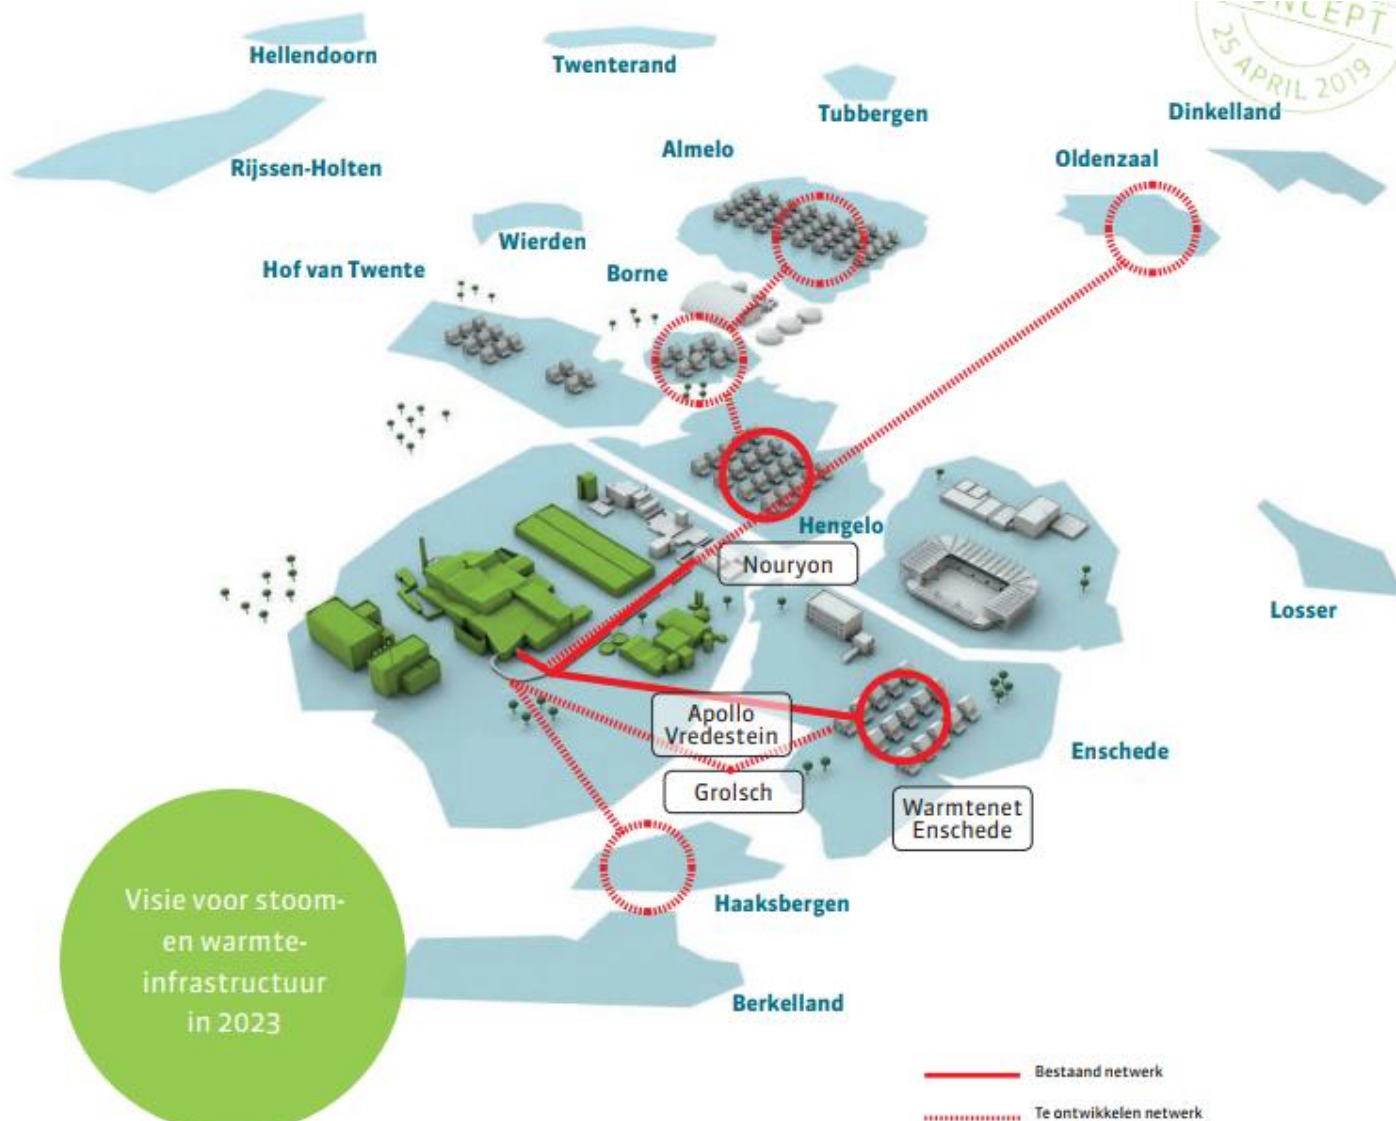 CONCEPT
25 APRIL 2019
Hellendoorn
Twenterand
Tubbergen
Dinkelland
Almelo
Oldenzaal
Rijssen-Holten
Wierden
Hof van Twente
Borne
Hengelo
Nouryon
Losser
Apollo
Vredestein
Enschede
Grolsch
Warmtenet
Enschede
Haaksbergen
Berkelland
Visie voor stoom-
en warmte-
infrastructuur
in 2023
Bestaand netwerk
Te ontwikkelen netwerk